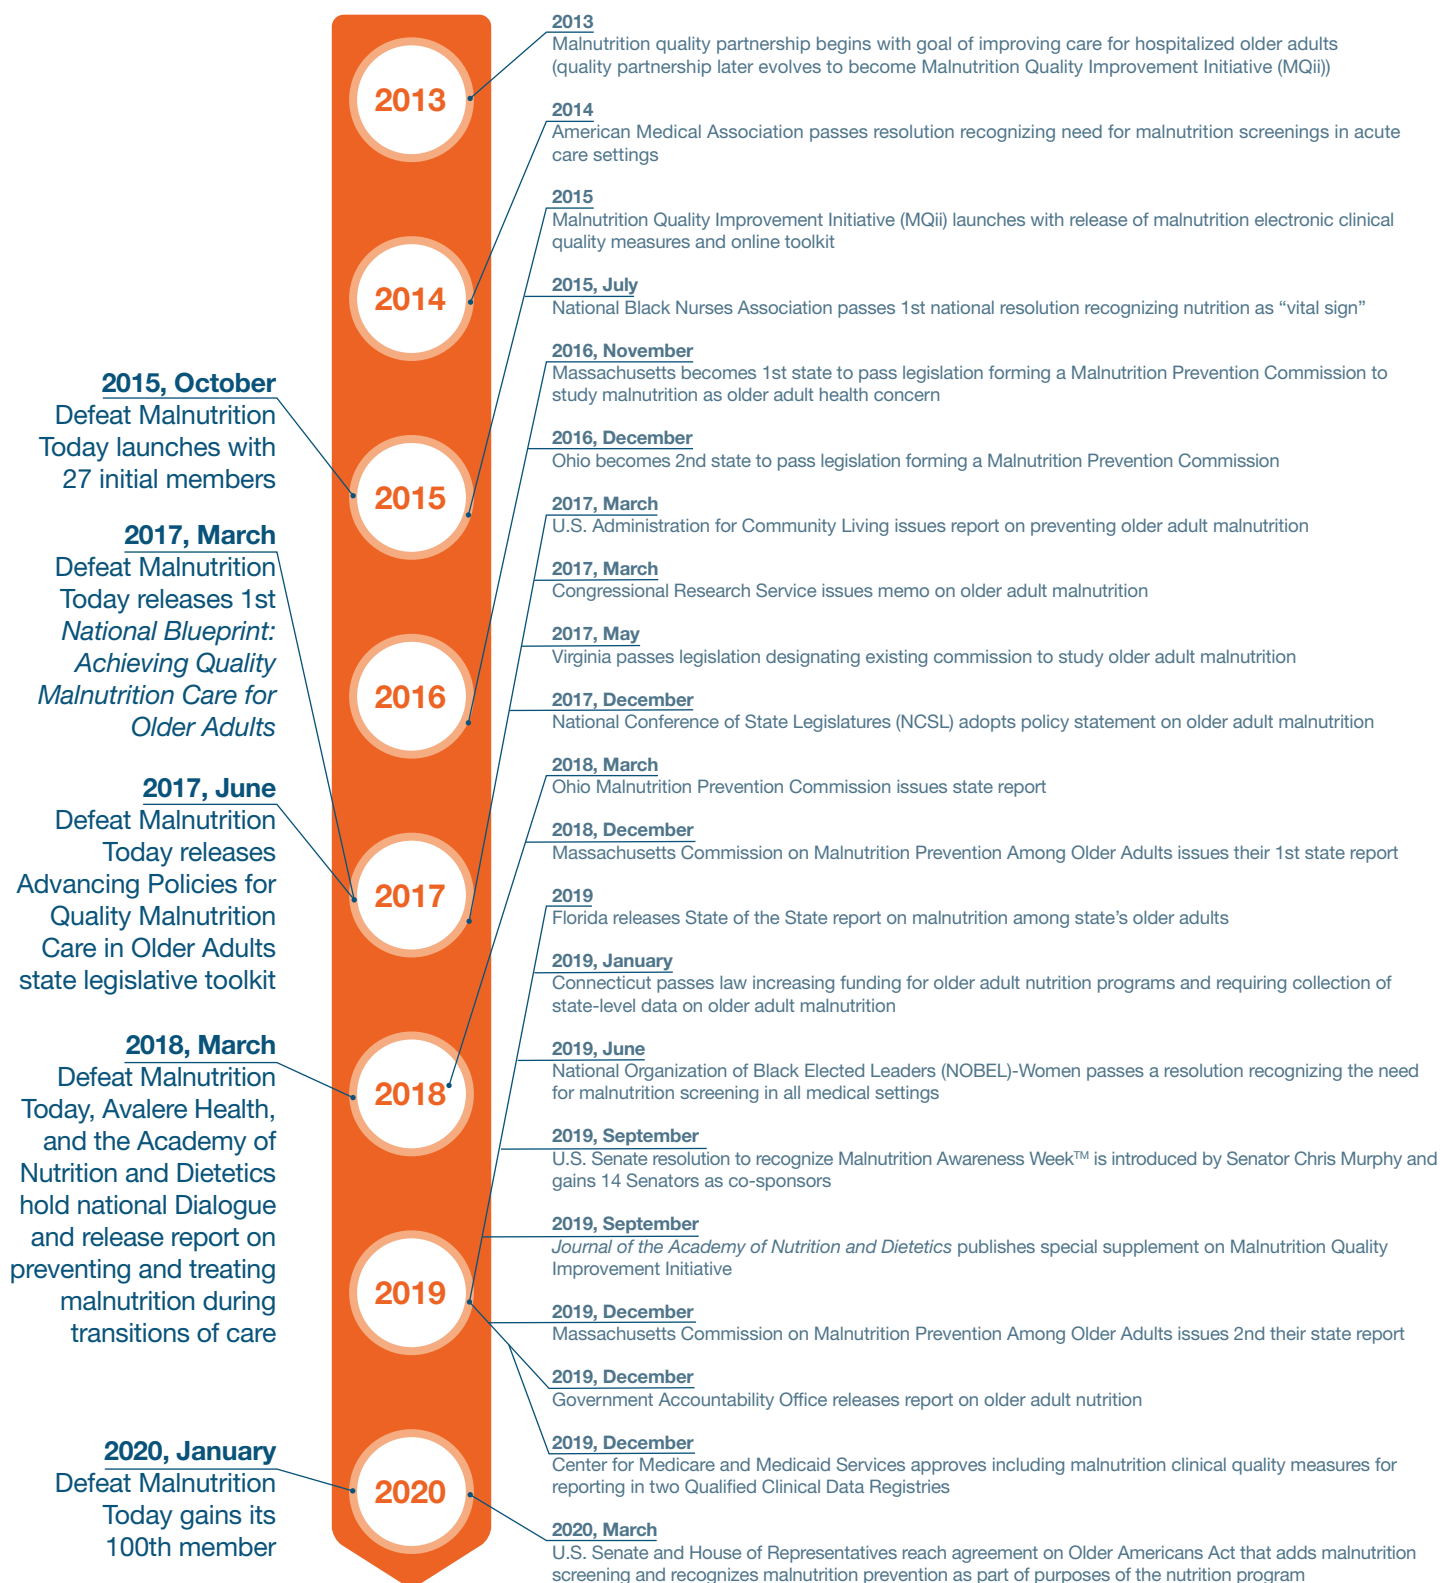 2013
2014
2015
2016
2017
2018
2019
2020
2015, October
Defeat Malnutrition
Today launches with
27 initial members
2017, March
Defeat Malnutrition
Today releases 1st
National Blueprint:
Achieving Quality
Malnutrition Care for
Older Adults
2017, June
Defeat Malnutrition
Today releases
Advancing Policies for
Quality Malnutrition
Care in Older Adults
state legislative toolkit
2018, March
Defeat Malnutrition
Today, Avalere Health,
and the Academy of
Nutrition and Dietetics
hold national Dialogue
and release report on
preventing and treating
malnutrition during
transitions of care
2020, January
Defeat Malnutrition
Today gains its
100th member
2013
Malnutrition quality partnership begins with goal of improving care for hospitalized older adults
(quality partnership later evolves to become Malnutrition Quality Improvement Initiative (MQii))
2014
American Medical Association passes resolution recognizing need for malnutrition screenings in acute
care settings
2015
Malnutrition Quality Improvement Initiative (MQii) launches with release of malnutrition electronic clinical
quality measures and online toolkit
2015, July
National Black Nurses Association passes 1st national resolution recognizing nutrition as “vital sign”
2016, November
Massachusetts becomes 1st state to pass legislation forming a Malnutrition Prevention Commission to
study malnutrition as older adult health concern
2016, December
Ohio becomes 2nd state to pass legislation forming a Malnutrition Prevention Commission
2017, March
U.S. Administration for Community Living issues report on preventing older adult malnutrition
2017, March
Congressional Research Service issues memo on older adult malnutrition
2017, May
Virginia passes legislation designating existing commission to study older adult malnutrition
2017, December
National Conference of State Legislatures (NCSL) adopts policy statement on older adult malnutrition
2018, March
Ohio Malnutrition Prevention Commission issues state report
2018, December
Massachusetts Commission on Malnutrition Prevention Among Older Adults issues their 1st state report
2019
Florida releases State of the State report on malnutrition among state’s older adults
2019, January
Connecticut passes law increasing funding for older adult nutrition programs and requiring collection of
state-level data on older adult malnutrition
2019, June
National Organization of Black Elected Leaders (NOBEL)-Women passes a resolution recognizing the need
for malnutrition screening in all medical settings
2019, September
U.S. Senate resolution to recognize Malnutrition Awareness Week™ is introduced by Senator Chris Murphy and
gains 14 Senators as co-sponsors
2019, September
Journal of the Academy of Nutrition and Dietetics publishes special supplement on Malnutrition Quality
Improvement Initiative
2019, December
Massachusetts Commission on Malnutrition Prevention Among Older Adults issues 2nd their state report
2019, December
Government Accountability Office releases report on older adult nutrition
2019, December
Center for Medicare and Medicaid Services approves including malnutrition clinical quality measures for
reporting in two Qualified Clinical Data Registries
2020, March
U.S. Senate and House of Representatives reach agreement on Older Americans Act that adds malnutrition
screening and recognizes malnutrition prevention as part of purposes of the nutrition program